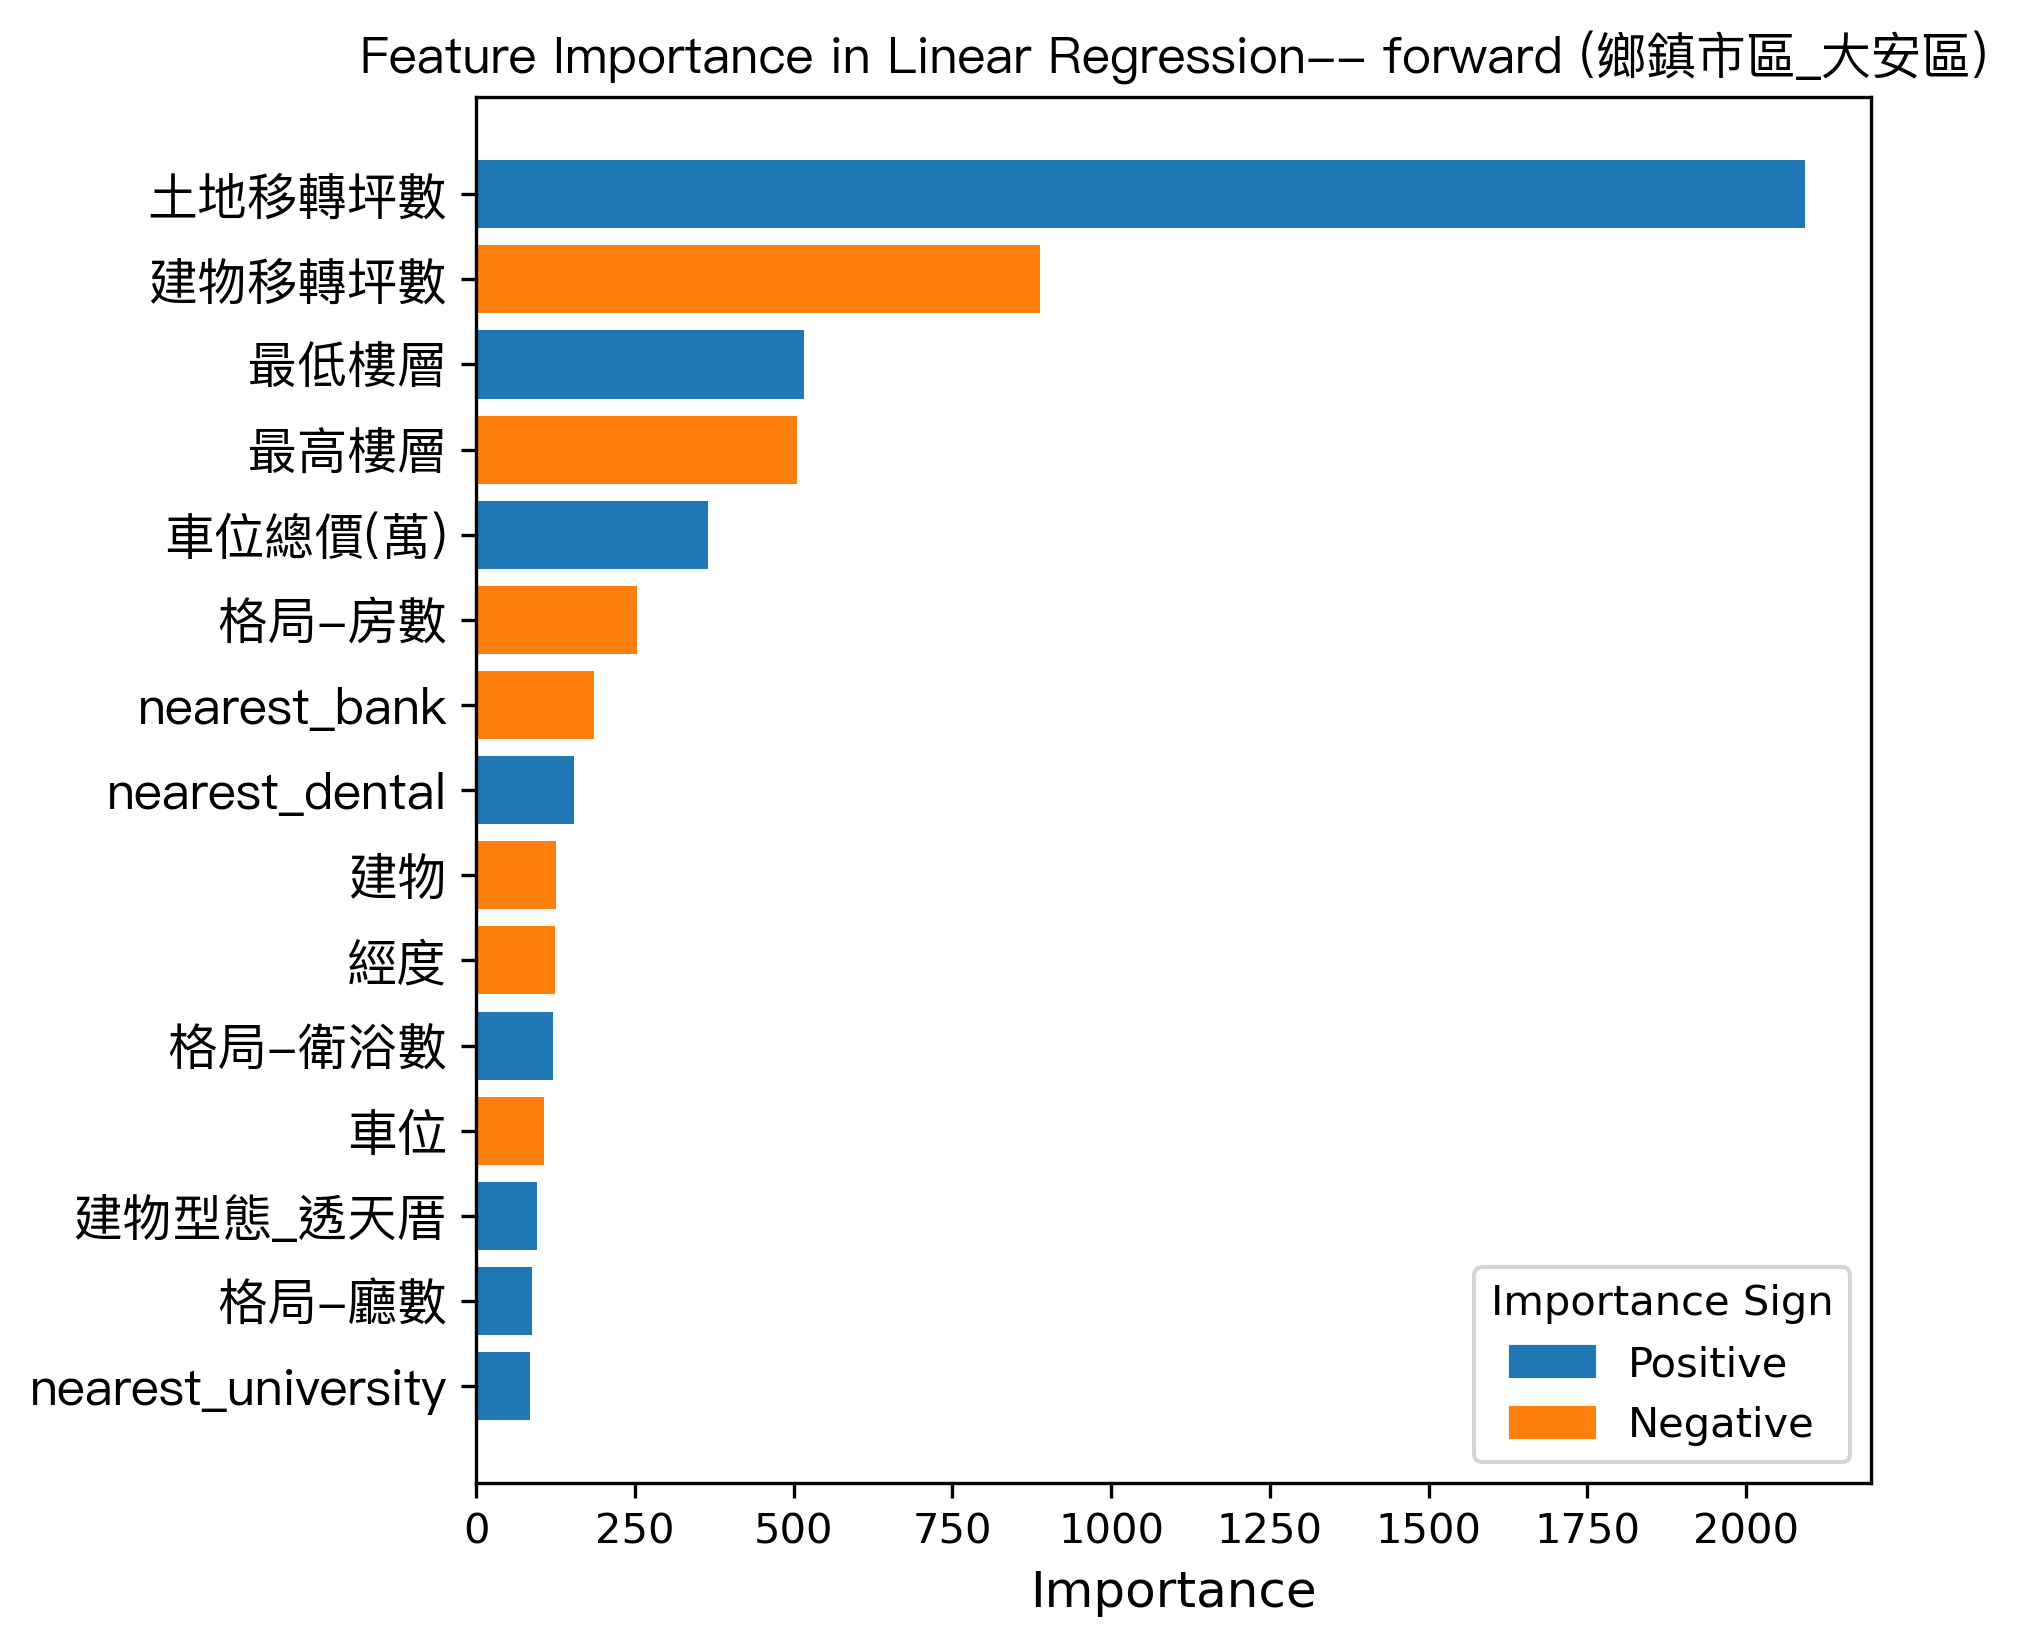 Feature Importance in Linear Regression-- forward (鄉鎮市區_大安區)
土地移轉坪數
建物移轉坪數
最低樓層
最高樓層
車位總價(萬)
格局-房數
nearest_bank
nearest_dental
建物
經度
格局-衛浴數
車位
建物型態_透天厝
格局-廳數
nearest_university
Importance Sign
Positive
Negative
0 250 500 750 1000 1250 1500 1750 2000
Importance